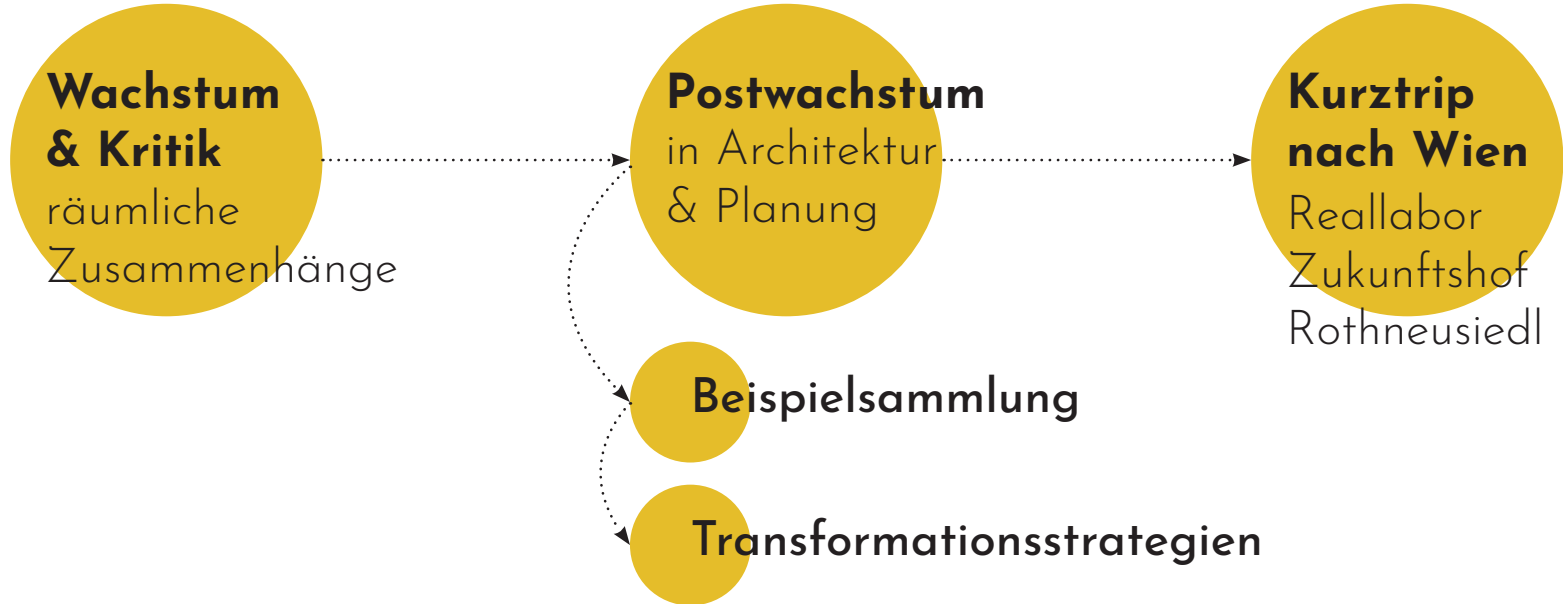 Wachstum
& Kritik
räumliche
Zusammenhänge
Postwachstum
in Architektur
& Planung
Kurztrip
nach Wien
Reallabor
Zukunftshof
Rothneusiedl
Beispielsammlung
Transformationsstrategien